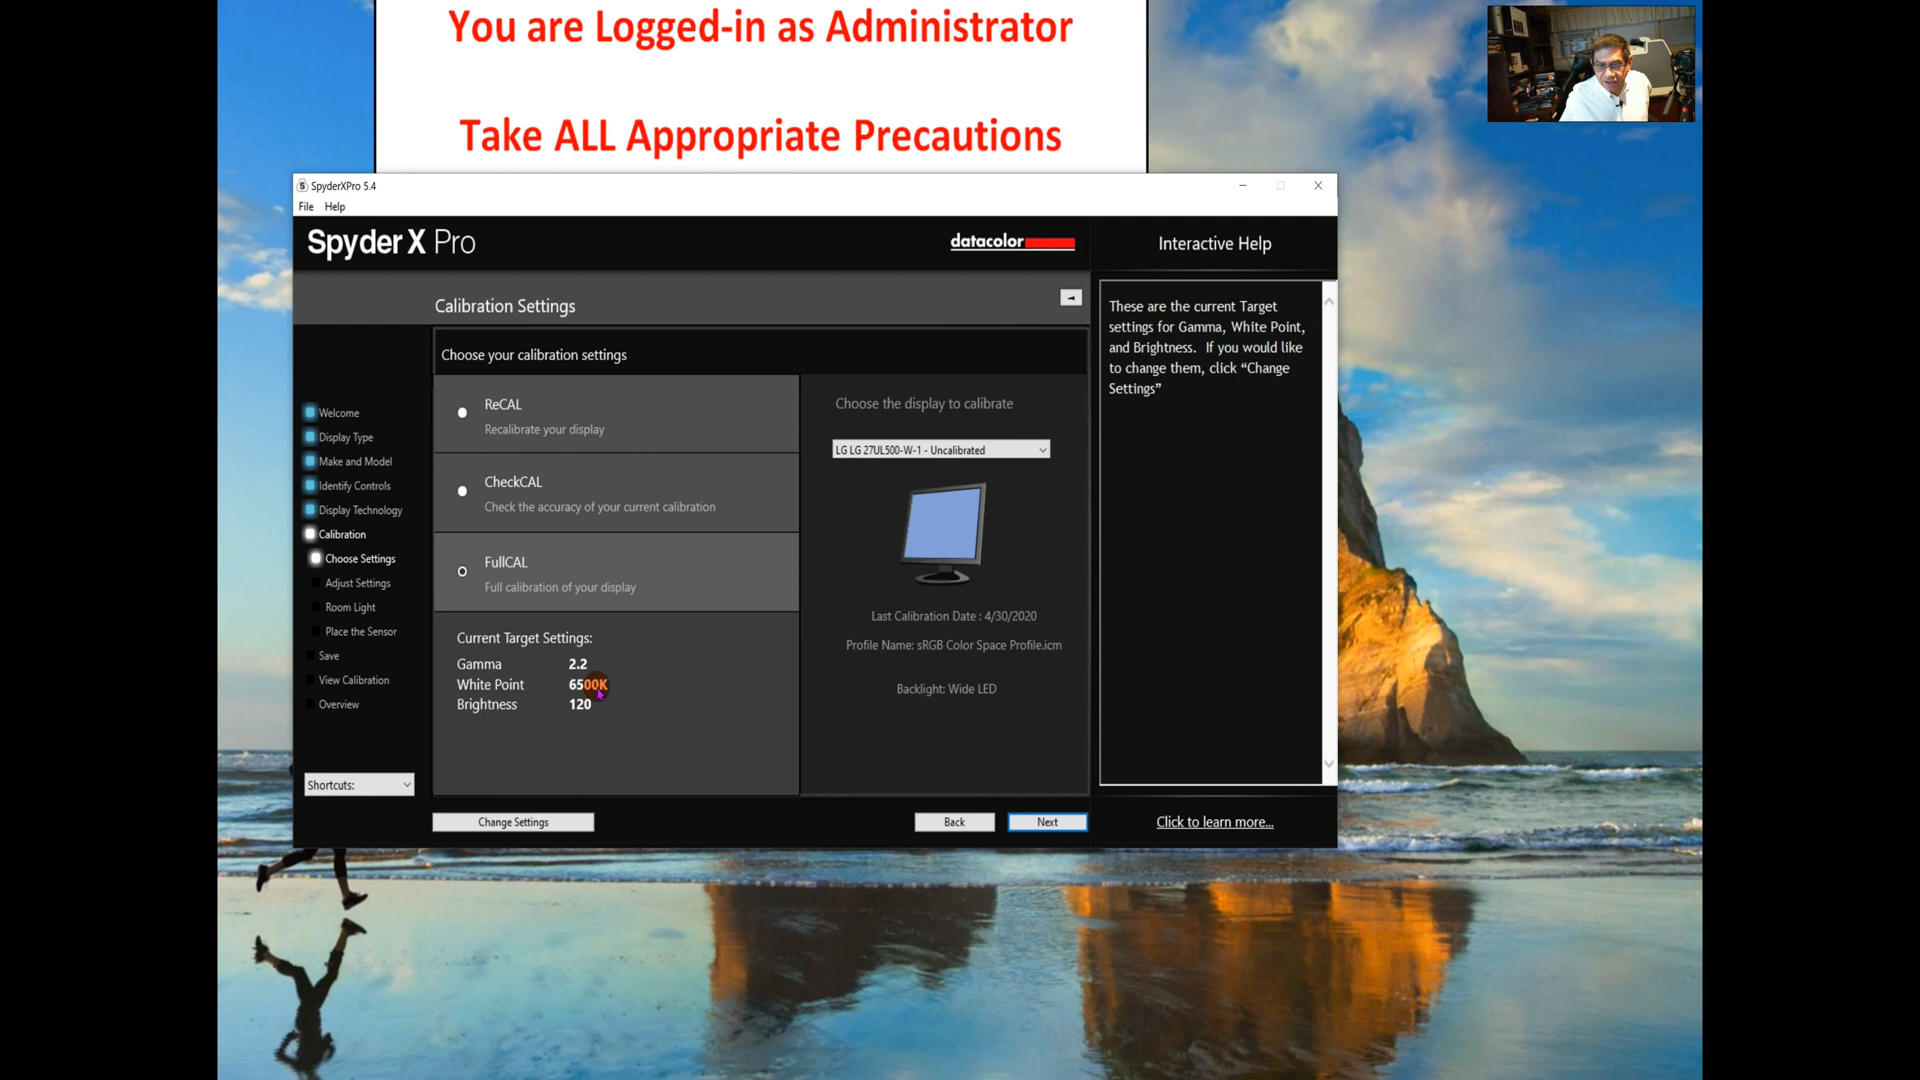 You are Logged-in as Administrator
Take ALL Appropriate Precautions
SpyderXPro 5.4
File Help
Spyder X Pro
datacolor
Interactive Help
Calibration Settings
Choose your calibration settings
Welcome
Display Type
Make and Model
Identify Controls
Display Technology
Calibration
Choose Settings
Adjust Settings
Room Light
Place the Sensor
Save
View Calibration
Overview
Shortcuts:
ReCAL
Recalibrate your display
CheckCAL
Check the accuracy of your current calibration
FullCAL
Full calibration of your display
Current Target Settings:
Gamma 2.2
White Point 6500K
Brightness 120
Choose the display to calibrate
LG LG 27UL500-W-1 - Uncalibrated
Last Calibration Date : 4/30/2020
Profile Name: sRGB Color Space Profile.icm
Backlight: Wide LED
These are the current Target
settings for Gamma, White Point,
and Brightness. If you would like
to change them, click “Change
Settings”
Change Settings
Back
Next
Click to learn more...